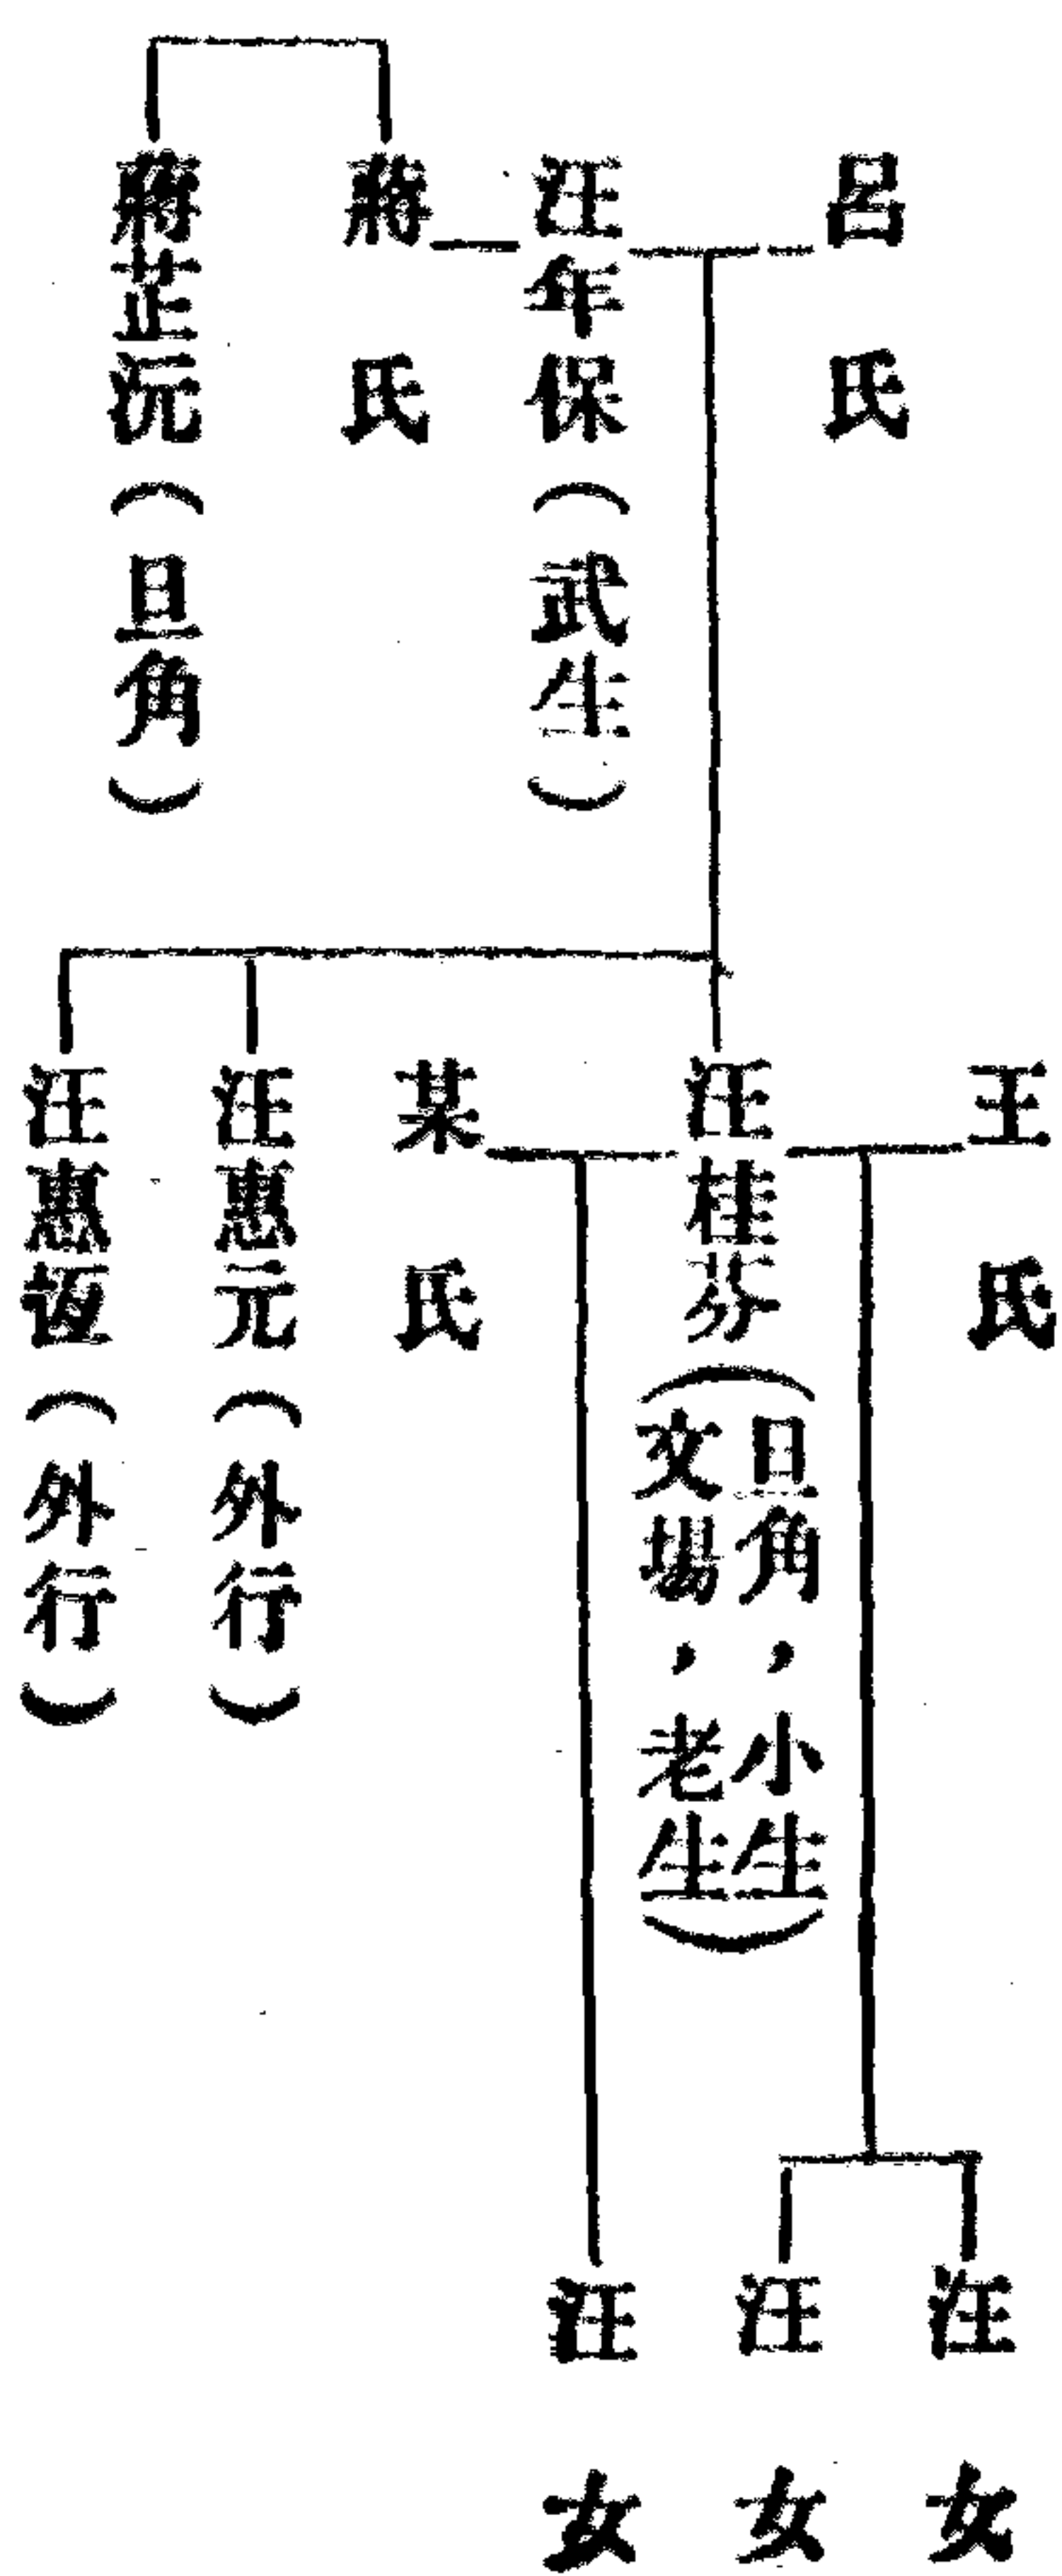 呂氏
汪年保(武生)
蔣氏
蔣芷沅(旦角)
王氏
汪桂芬(旦角,小生
文場,老生)
某氏
汪惠元(外行)
汪惠恆(外行)
汪女
汪女
汪女